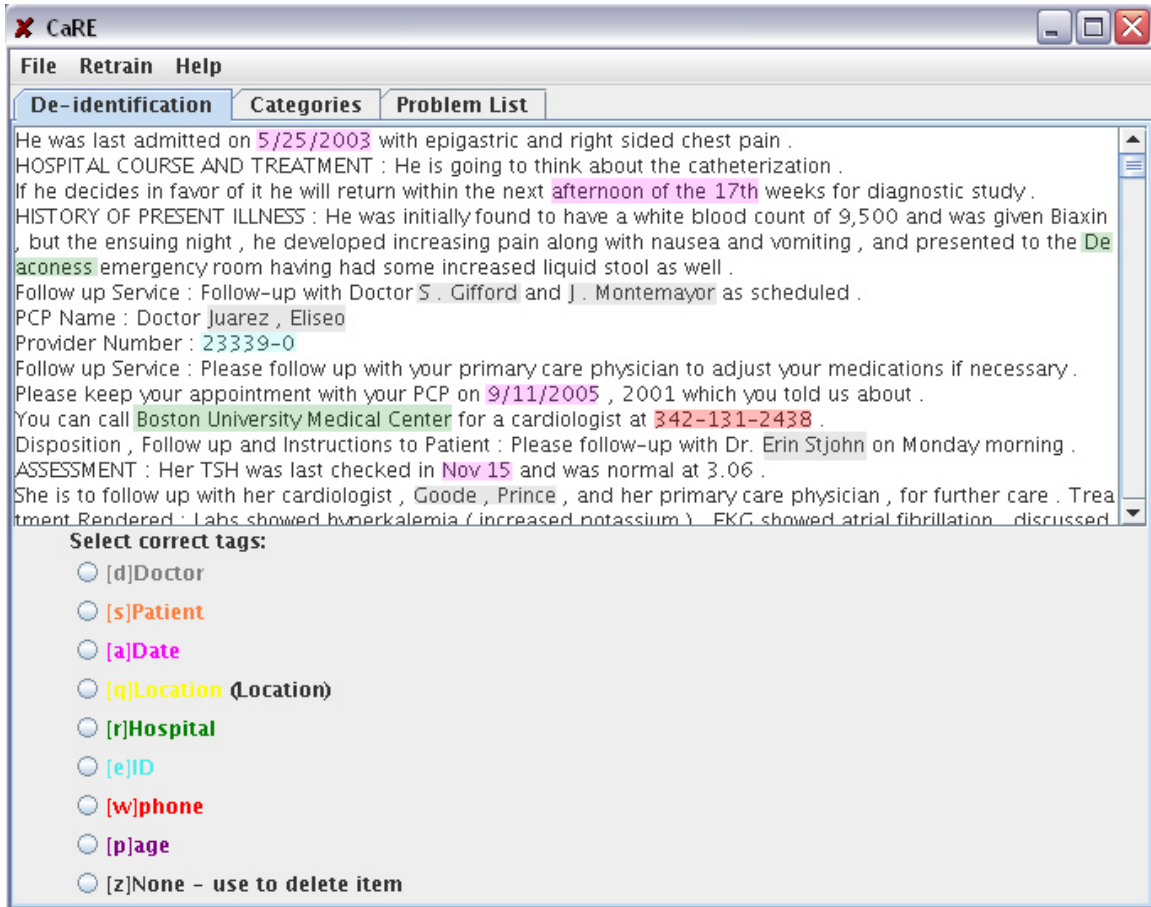 CaRE
File Retrain Help
De-identification Categories Problem List
He was last admitted on 5/25/2003 with epigastric and right sided chest pain .
HOSPITAL COURSE AND TREATMENT : He is going to think about the catheterization .
If he decides in favor of it he will return within the next afternoon of the 17th weeks for diagnostic study .
HISTORY OF PRESENT ILLNESS : He was initially found to have a white blood count of 9,500 and was given Biaxin
, but the ensuing night , he developed increasing pain along with nausea and vomiting , and presented to the De
aconess emergency room having had some increased liquid stool as well .
Follow up Service : Follow-up with Doctor S . Gifford and J . Montemayor as scheduled .
PCP Name : Doctor Juarez , Eliseo
Provider Number : 23339-0
Follow up Service : Please follow up with your primary care physician to adjust your medications if necessary .
Please keep your appointment with your PCP on 9/11/2005 , 2001 which you told us about .
You can call Boston University Medical Center for a cardiologist at 342-131-2438 .
Disposition , Follow up and Instructions to Patient : Please follow-up with Dr. Erin Stjohn on Monday morning .
ASSESSMENT : Her TSH was last checked in Nov 15 and was normal at 3.06 .
She is to follow up with her cardiologist , Goode , Prince , and her primary care physician , for further care . Trea
tment Rendered : Labs showed hyperkalemia ( increased potassium ) . EKG showed atrial fibrillation , discussed
Select correct tags:
[d]Doctor
[s]Patient
[a]Date
[q]Location (Location)
[r]Hospital
[e]ID
[w]phone
[p]age
[z]None - use to delete item